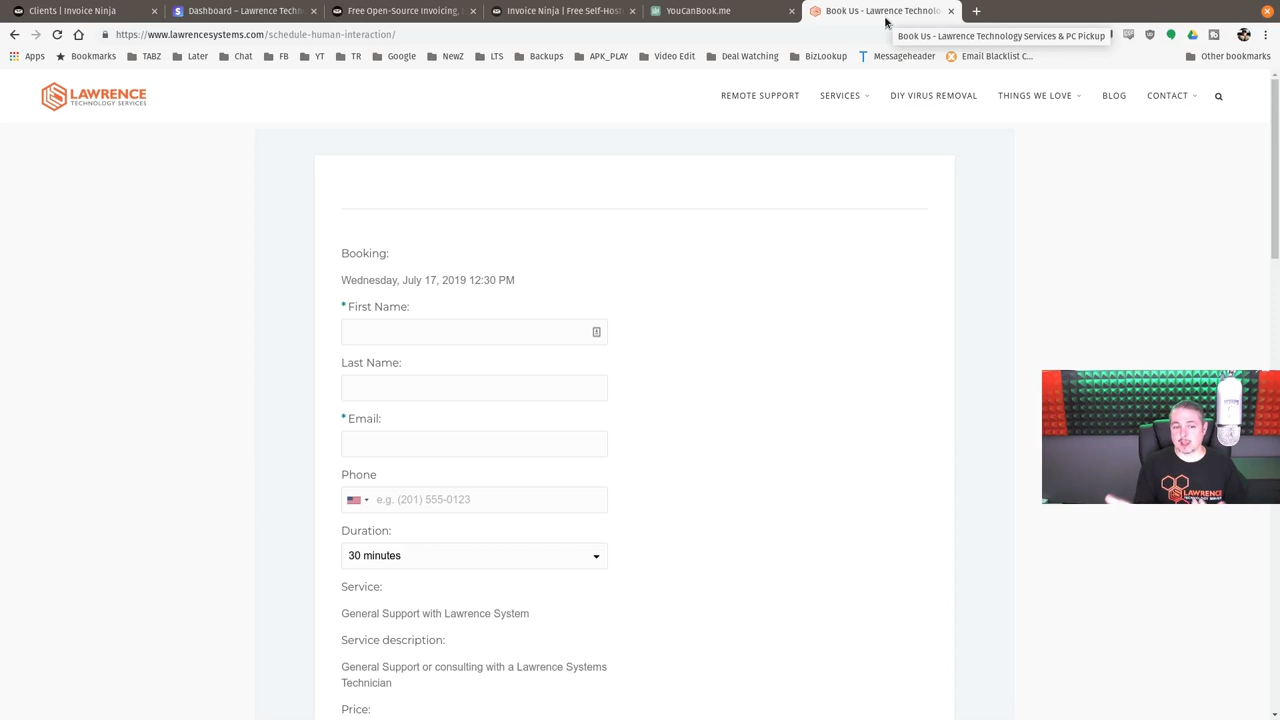 Clients | Invoice Ninja
Dashboard – Lawrence Techn
Free Open-Source Invoicing,
Invoice Ninja | Free Self-Host
YouCanBook.me
Book Us - Lawrence Technolo
https://www.lawrencesystems.com/schedule-human-interaction/
Book Us - Lawrence Technology Services & PC Pickup
Apps
Bookmarks
TABZ
Later
Chat
FB
YT
TR
Google
NewZ
LTS
Backups
APK_PLAY
Video Edit
Deal Watching
BizLookup
Messageheader
Email Blacklist C...
Other bookmarks
LAWRENCE
TECHNOLOGY SERVICES
REMOTE SUPPORT
SERVICES
DIY VIRUS REMOVAL
THINGS WE LOVE
BLOG
CONTACT
Booking:
Wednesday, July 17, 2019 12:30 PM
* First Name:
Last Name:
* Email:
Phone
e.g. (201) 555-0123
Duration:
30 minutes
Service:
General Support with Lawrence System
Service description:
General Support or consulting with a Lawrence Systems
Technician
Price:
LAWRENCE